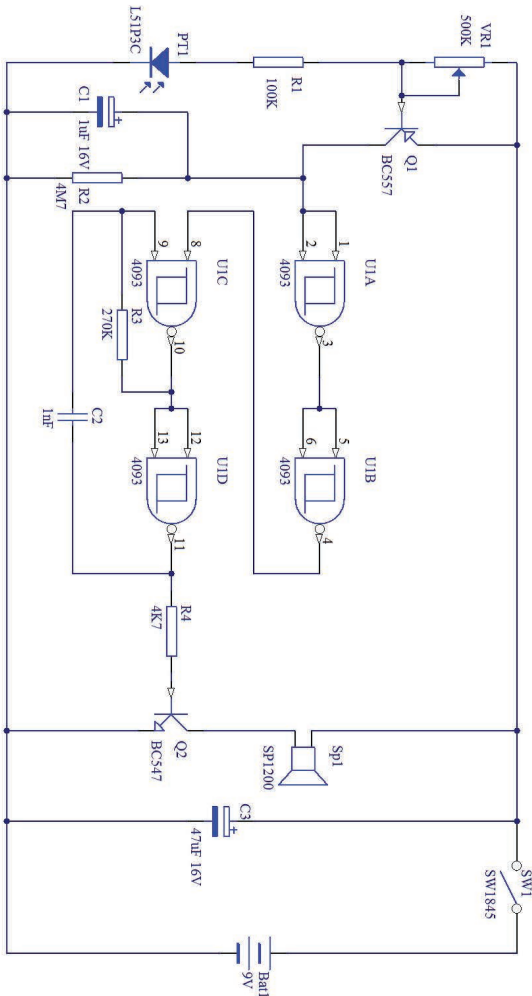 VR1
500K
Q1
BC557
R1
100K
PT1
L51P3C
C1
1uF 16V
+
R2
4M7
U1A
4093
1
2
3
U1B
4093
5
6
4
U1C
4093
8
9
10
U1D
4093
12
13
11
R3
270K
C2
1nF
R4
4K7
Q2
BC547
Sp1
SP1200
C3
47uF 16V
+
SW1
SW1845
Bat1
9V